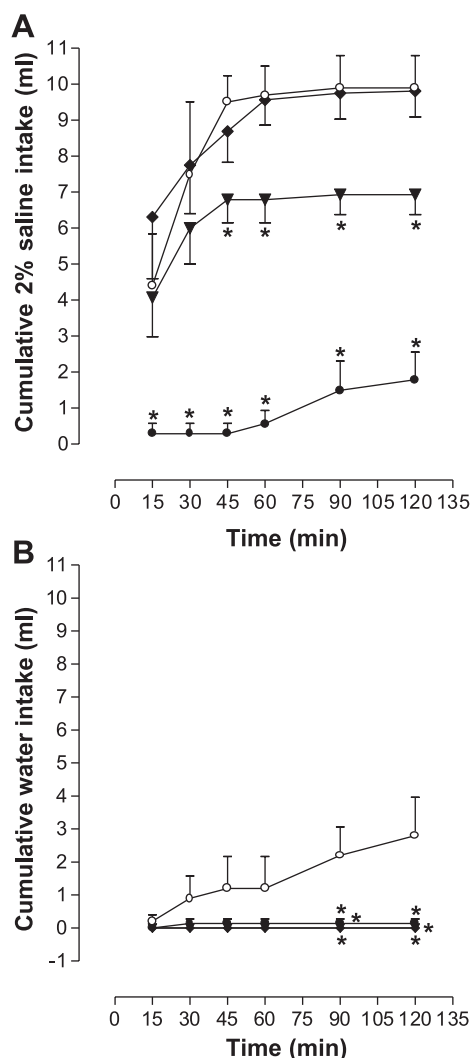 A
Cumulative 2% saline intake (ml)
11
10
9
8
7
6
5
4
3
2
1
0
* * * *
* * * * * *
0 15 30 45 60 75 90 105 120 135
Time (min)
B
Cumulative water intake (ml)
11
10
9
8
7
6
5
4
3
2
1
0
-1
* * * *
* *
0 15 30 45 60 75 90 105 120 135
Time (min)